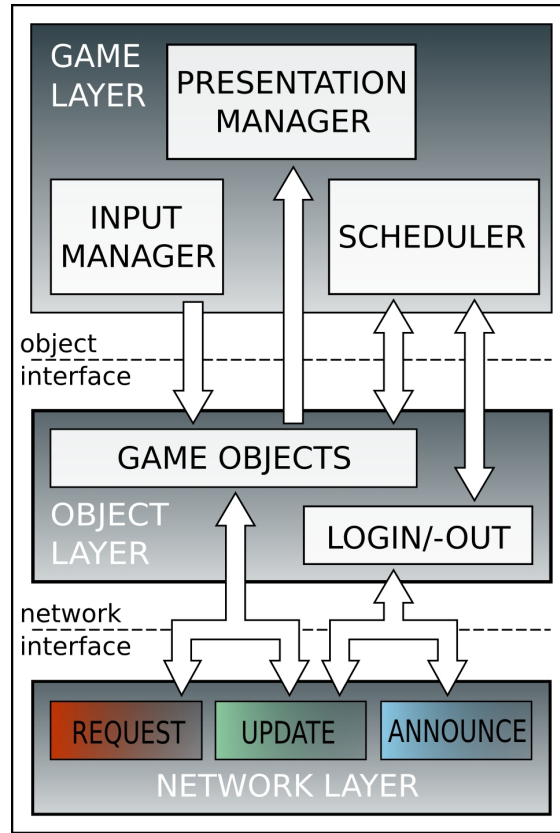 GAME
LAYER
PRESENTATION
MANAGER
INPUT
MANAGER
SCHEDULER
object
interface
GAME OBJECTS
OBJECT
LAYER
LOGIN/-OUT
network
interface
REQUEST
UPDATE
ANNOUNCE
NETWORK LAYER